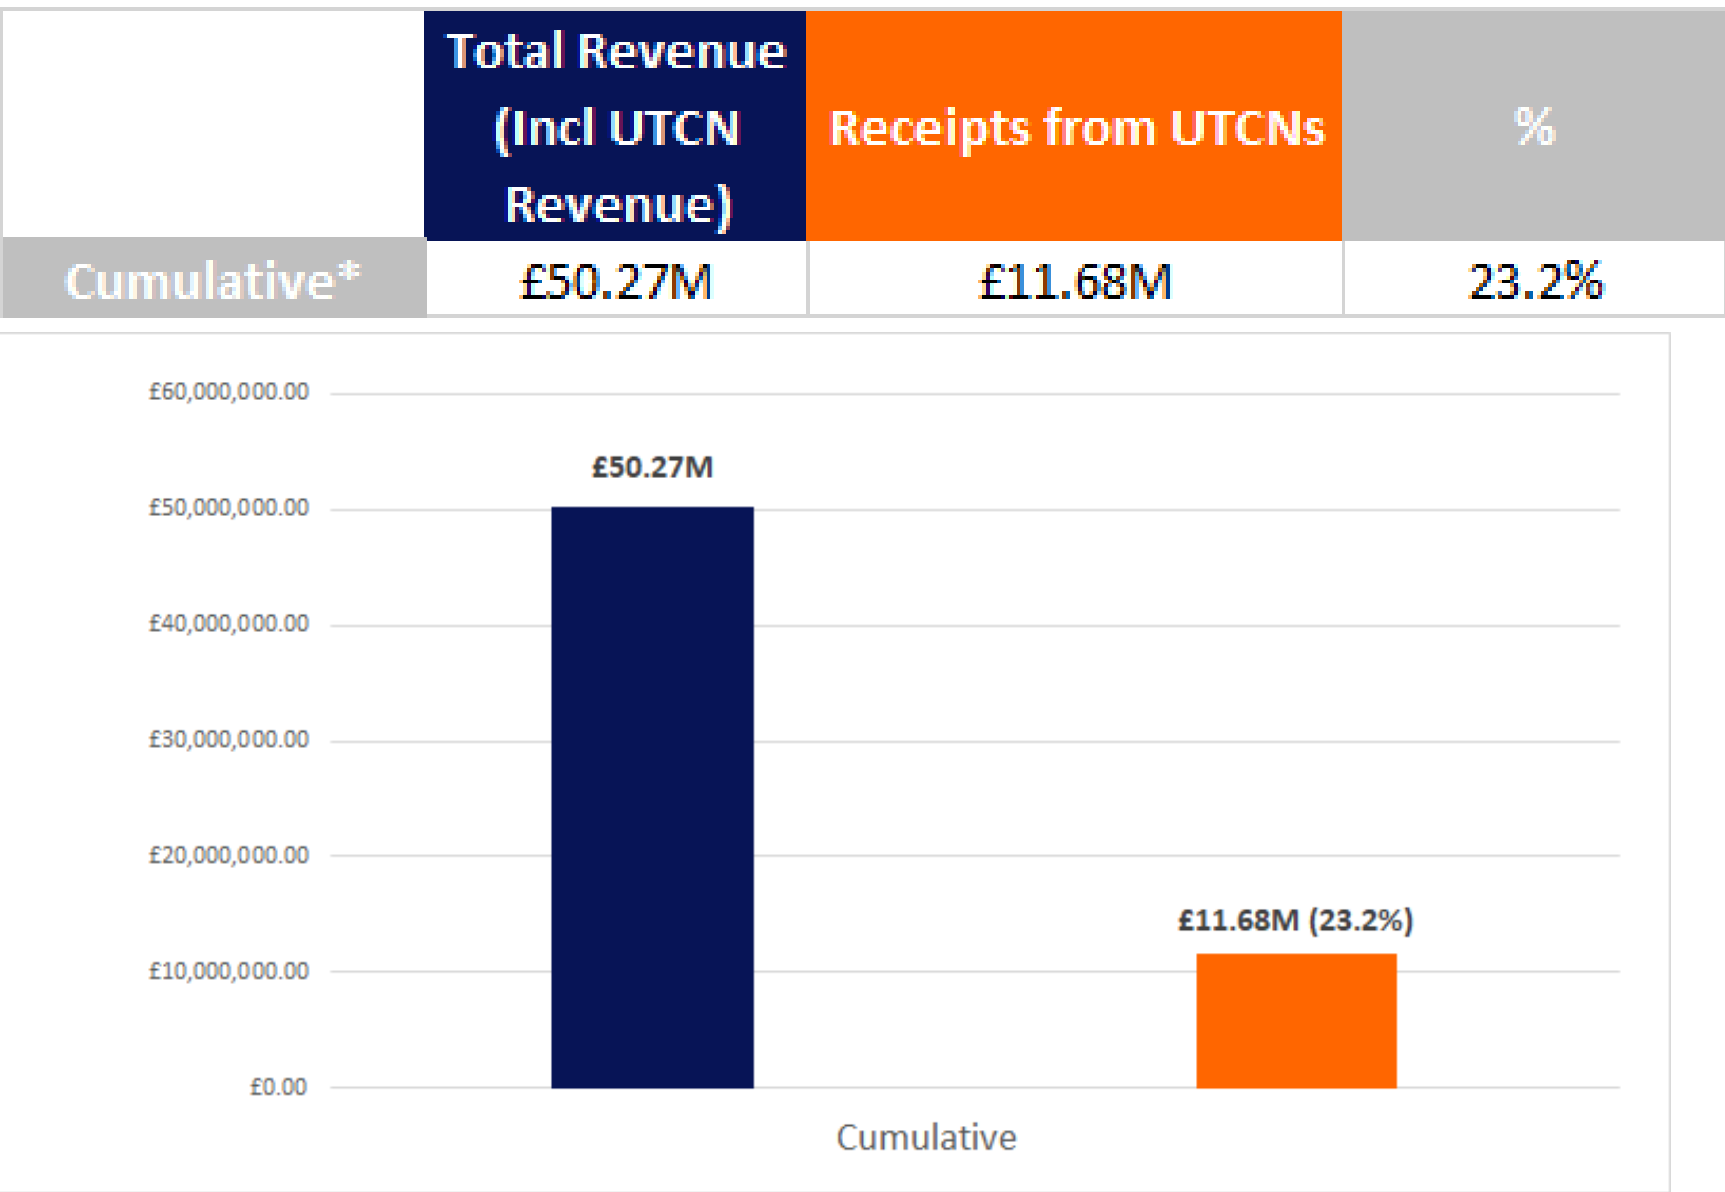 Total Revenue
(Incl UTCN
Revenue)
Receipts from UTCNs
%
Cumulative*
£50.27M
£11.68M
23.2%
£60,000,000.00
£50.27M
£50,000,000.00
£40,000,000.00
£30,000,000.00
£20,000,000.00
£11.68M (23.2%)
£10,000,000.00
£0.00
Cumulative